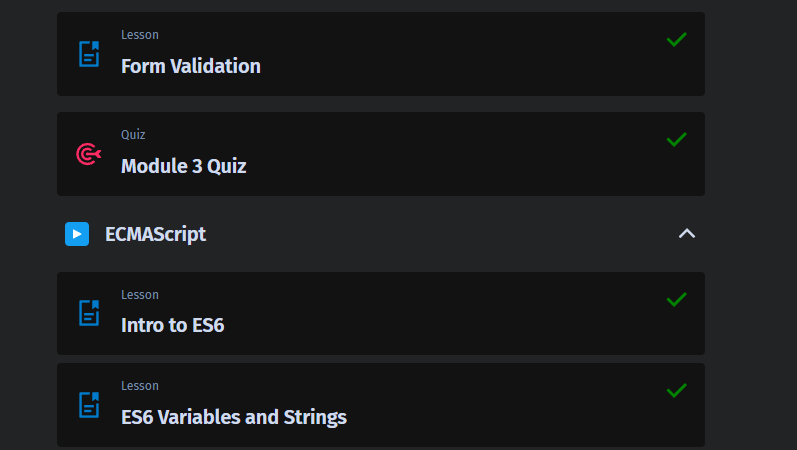 Lesson
Form Validation
Quiz
Module 3 Quiz
ECMAScript
Lesson
Intro to ES6
Lesson
ES6 Variables and Strings